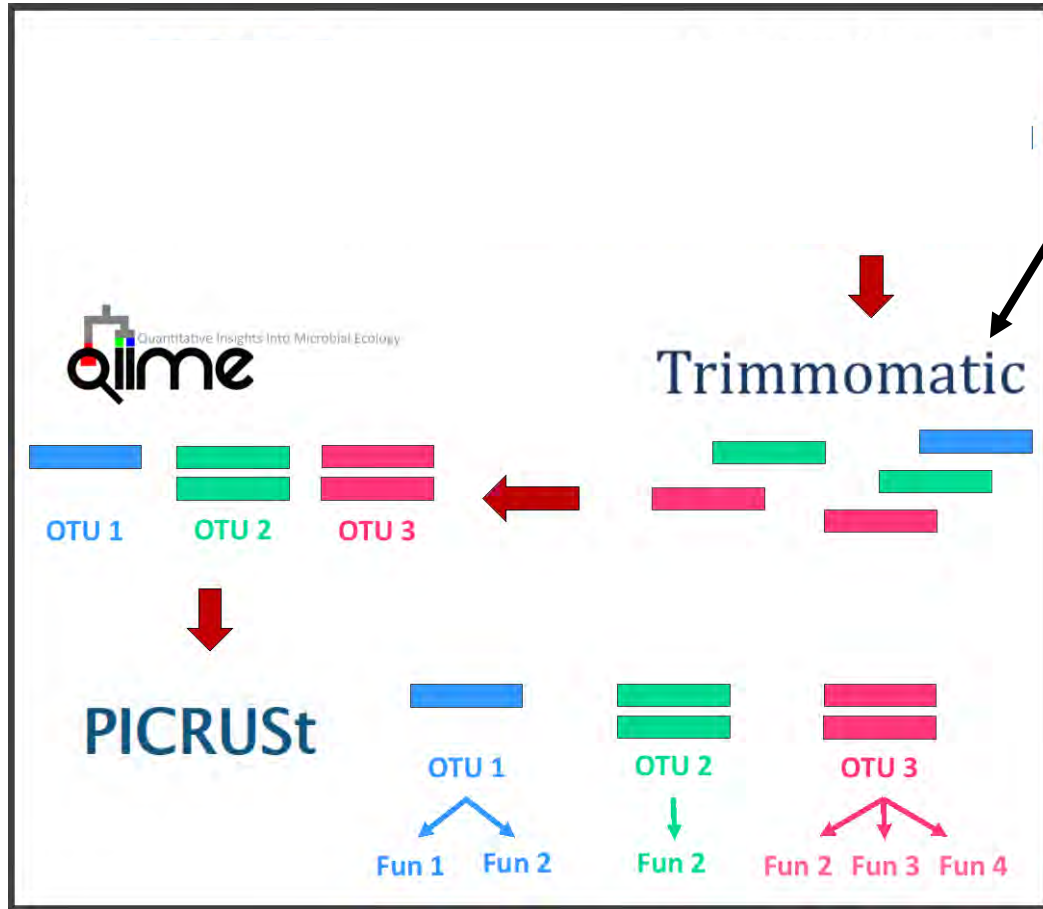 Quantitative Insights Into Microbial Ecology
QIIME
Trimmomatic
OTU 1 OTU 2 OTU 3
PICRUSt
OTU 1 OTU 2 OTU 3
Fun 1 Fun 2 Fun 2 Fun 2 Fun 3 Fun 4